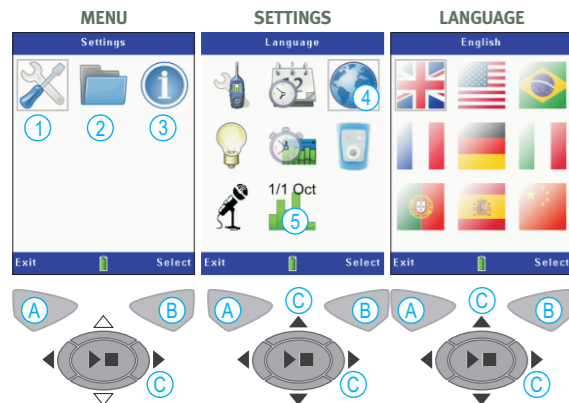 MENU
SETTINGS
LANGUAGE
Settings
Language
English
1
2
3
2
4
1/1 Oct
5
Exit
Select
Exit
Select
Exit
Select
A
B
A
C
B
A
C
B
C
C
C